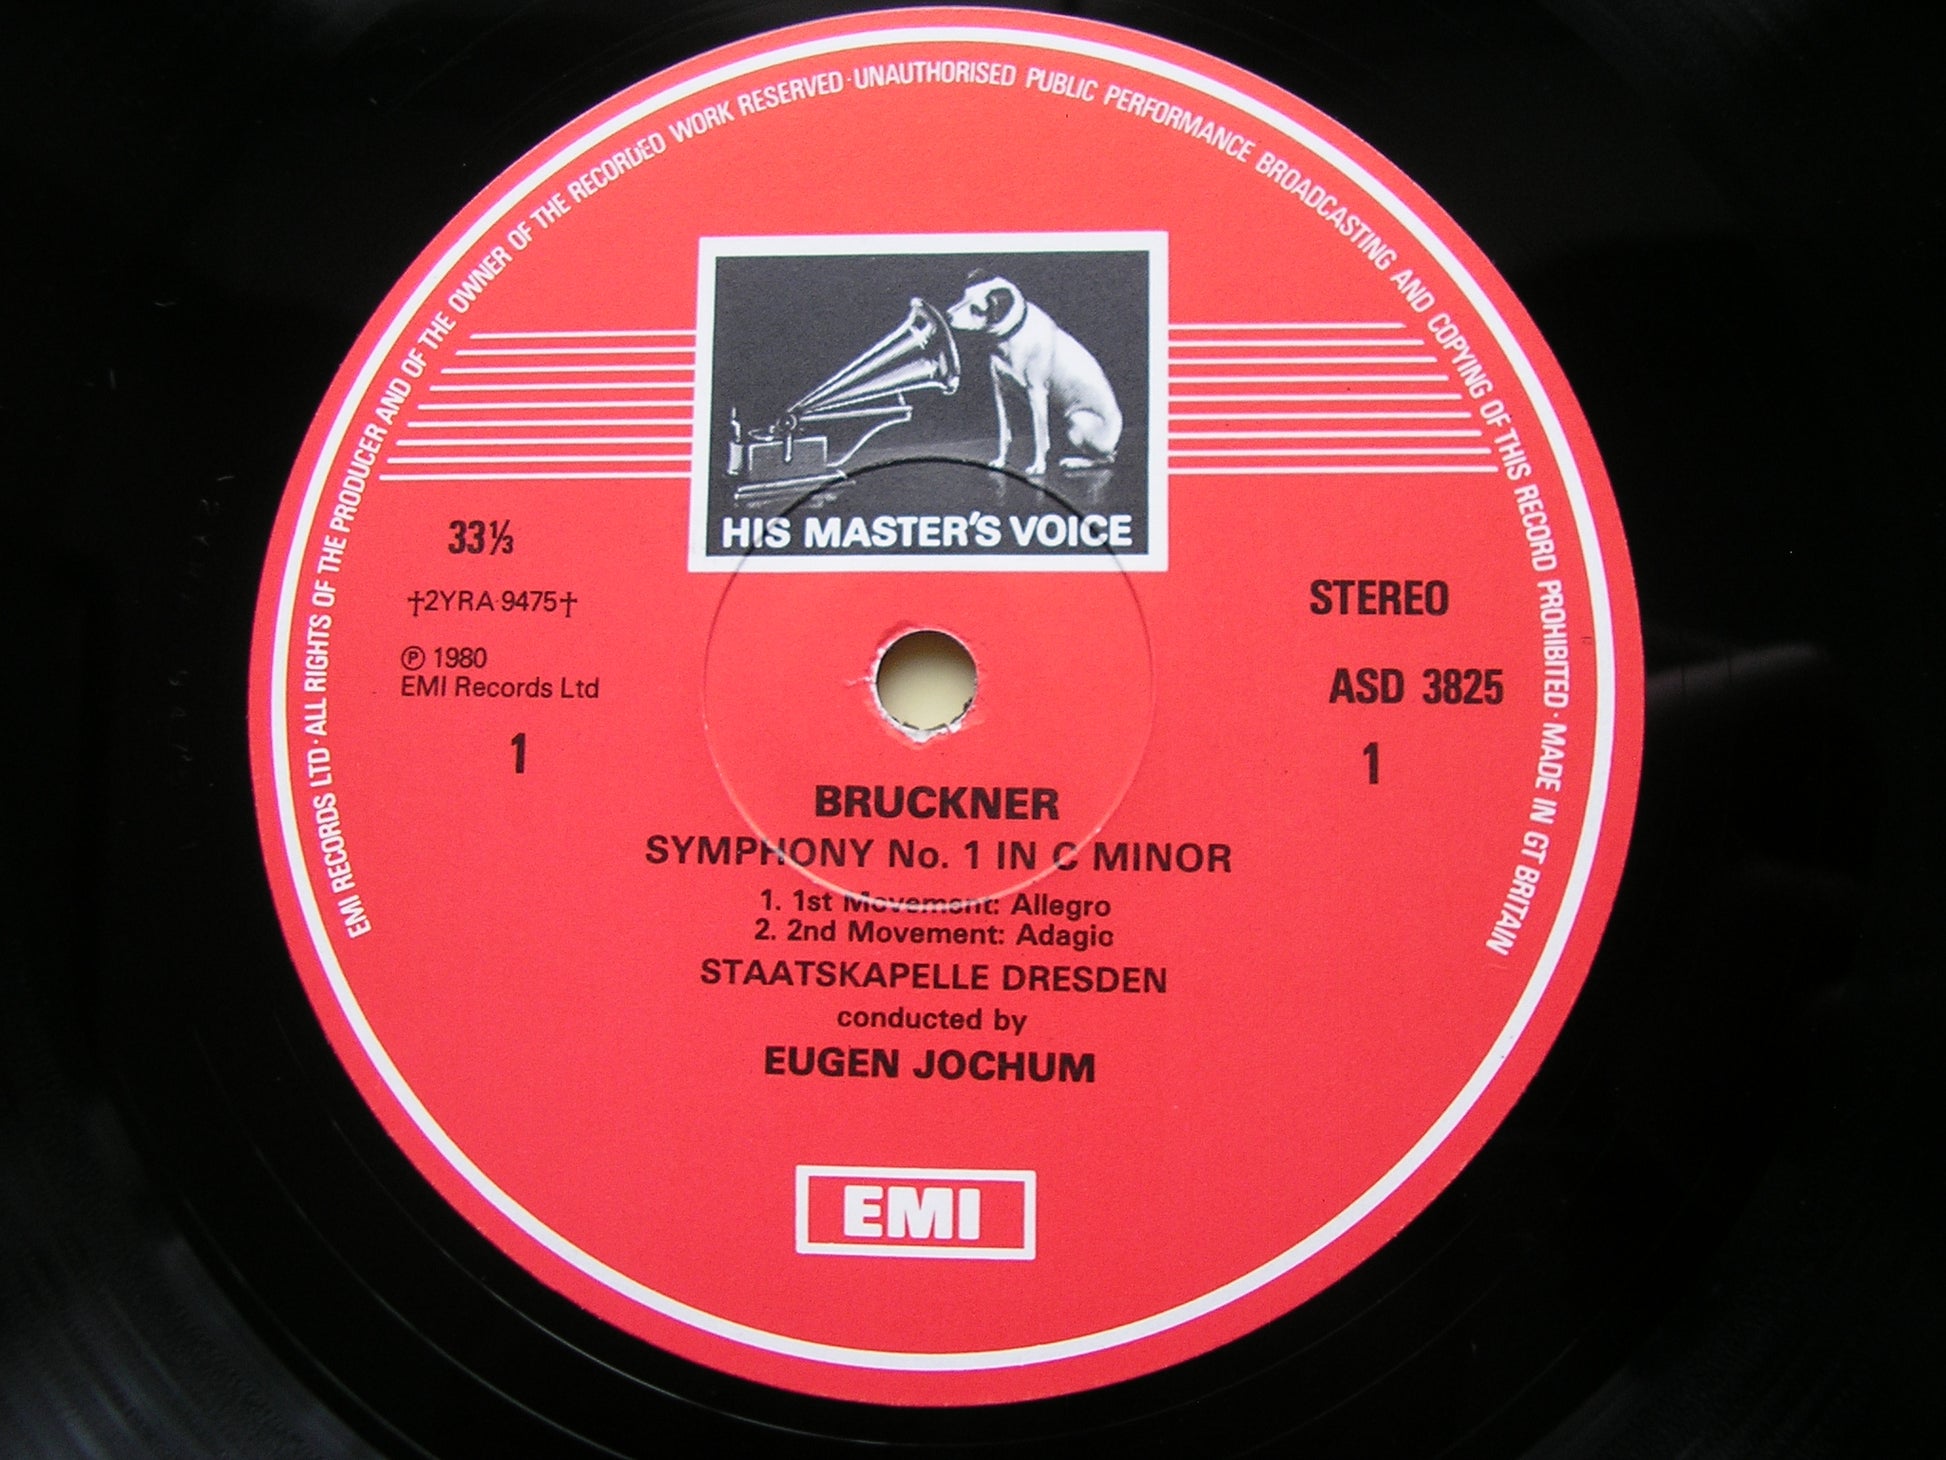 EMI RECORDS LTD · ALL RIGHTS OF THE PRODUCER AND OF THE OWNER OF THE RECORDED WORK RESERVED · UNAUTHORISED PUBLIC PERFORMANCE BROADCASTING AND COPYING OF THIS RECORD PROHIBITED · MADE IN GT BRITAIN
HIS MASTER'S VOICE
33⅓
†2YRA·9475†
Ⓟ 1980
EMI Records Ltd
1
STEREO
ASD 3825
1
BRUCKNER
SYMPHONY No. 1 IN C MINOR
1. 1st Movement: Allegro
2. 2nd Movement: Adagio
STAATSKAPELLE DRESDEN
conducted by
EUGEN JOCHUM
EMI